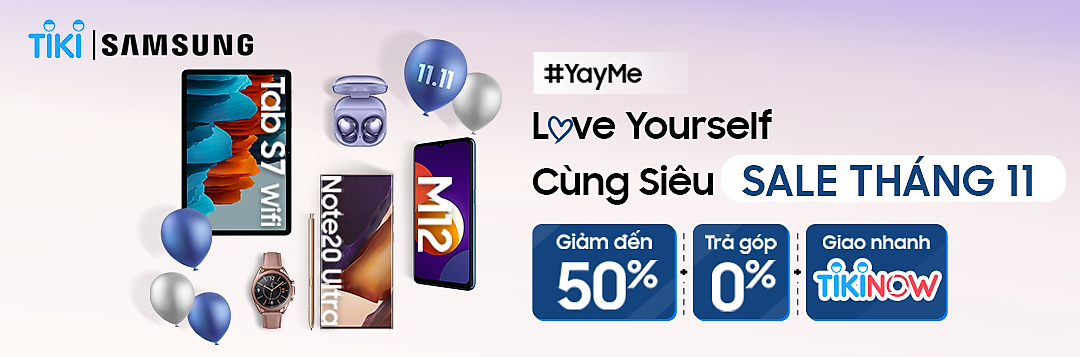 TIKI | SAMSUNG
11.11
Tab S7 Wifi
Note20 Ultra
M12
#YayMe
Love Yourself
Cùng Siêu SALE THÁNG 11
Giảm đến
50%
Trả góp
0%
Giao nhanh
TIKINOW